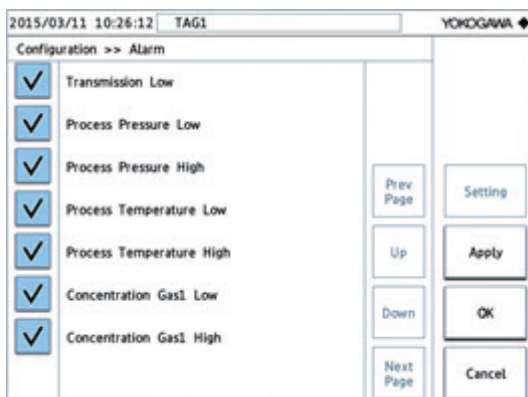 2015/03/11 10:26:12 TAG1 YOKOGAWA
Configuration >> Alarm
Transmission Low
Process Pressure Low
Process Pressure High
Process Temperature Low
Process Temperature High
Concentration Gas1 Low
Concentration Gas1 High
Prev
Page
Up
Down
Next
Page
Setting
Apply
OK
Cancel